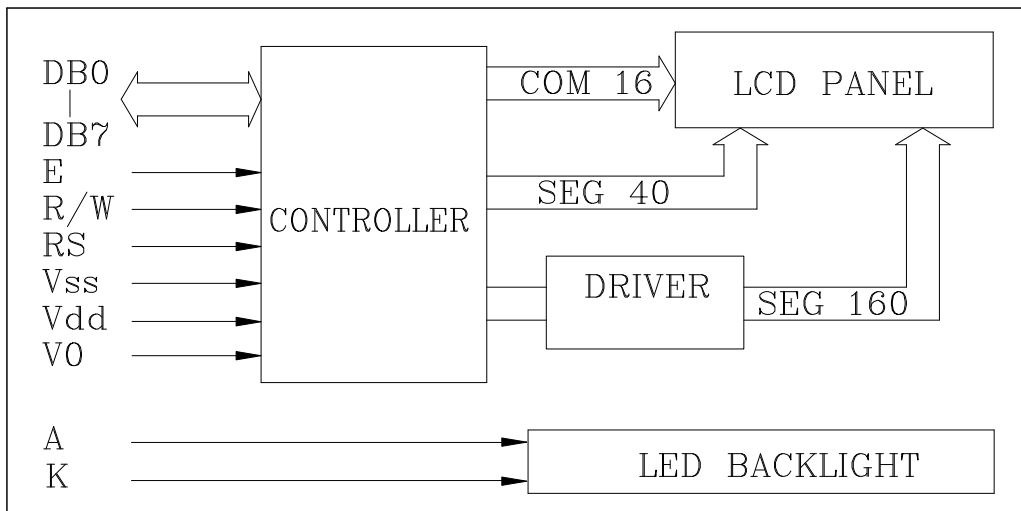 DB0
|
DB7
E
R/W
RS
Vss
Vdd
V0
A
K
CONTROLLER
COM 16
SEG 40
DRIVER
SEG 160
LCD PANEL
LED BACKLIGHT